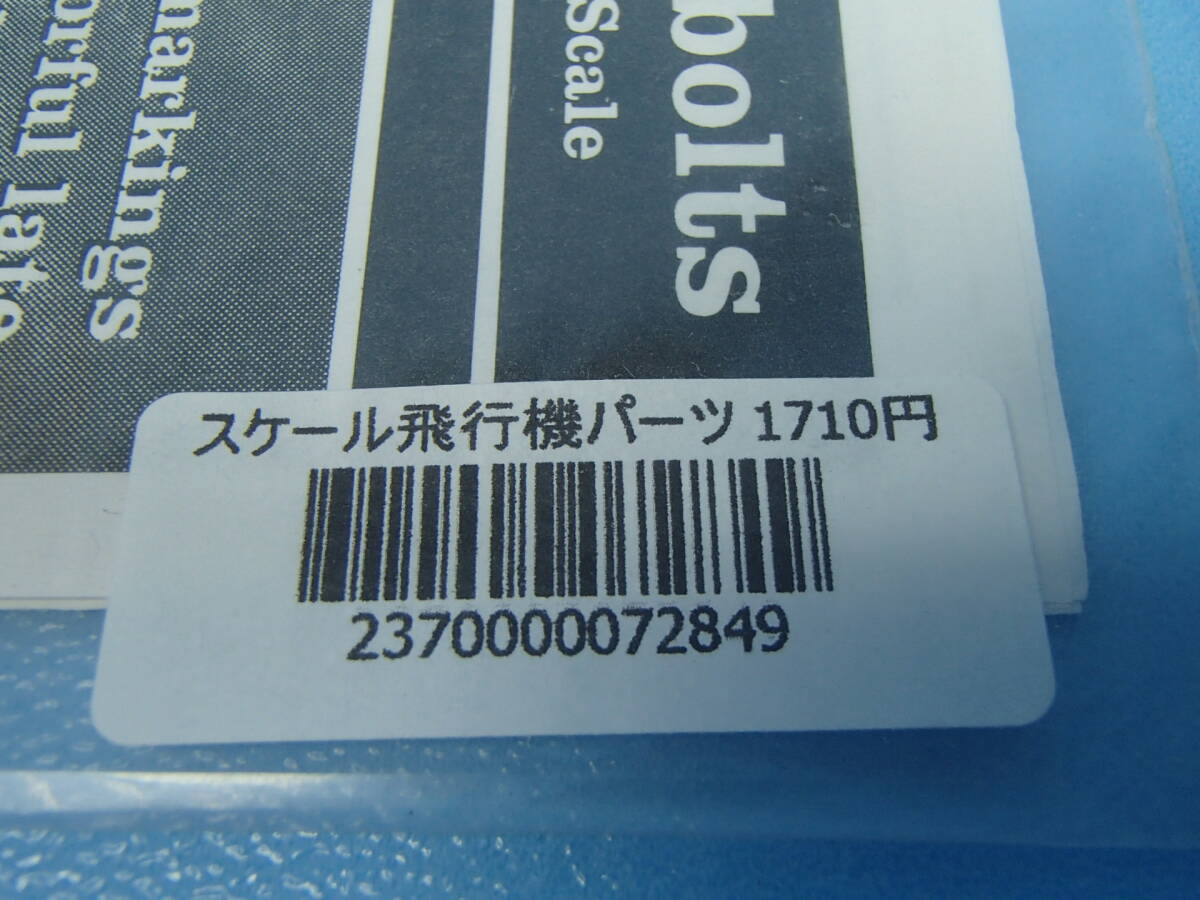 bolts
Scale
markings
orful late
スケール飛行機パーツ 1710円
2370000072849